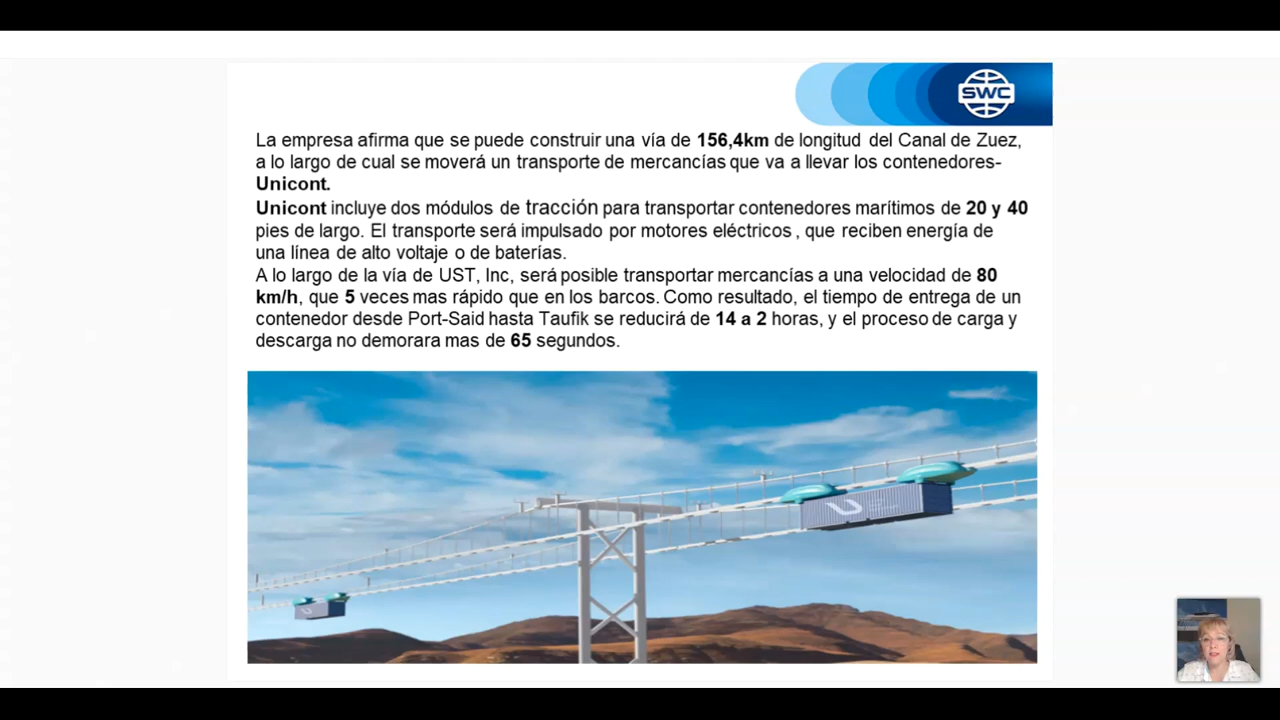 SWC
La empresa afirma que se puede construir una vía de 156,4km de longitud del Canal de Zuez,
a lo largo de cual se moverá un transporte de mercancías que va a llevar los contenedores-
Unicont.
Unicont incluye dos módulos de tracción para transportar contenedores marítimos de 20 y 40
pies de largo. El transporte será impulsado por motores eléctricos , que reciben energía de
una línea de alto voltaje o de baterías.
A lo largo de la vía de UST, Inc, será posible transportar mercancías a una velocidad de 80
km/h, que 5 veces mas rápido que en los barcos. Como resultado, el tiempo de entrega de un
contenedor desde Port-Said hasta Taufik se reducirá de 14 a 2 horas, y el proceso de carga y
descarga no demorara mas de 65 segundos.